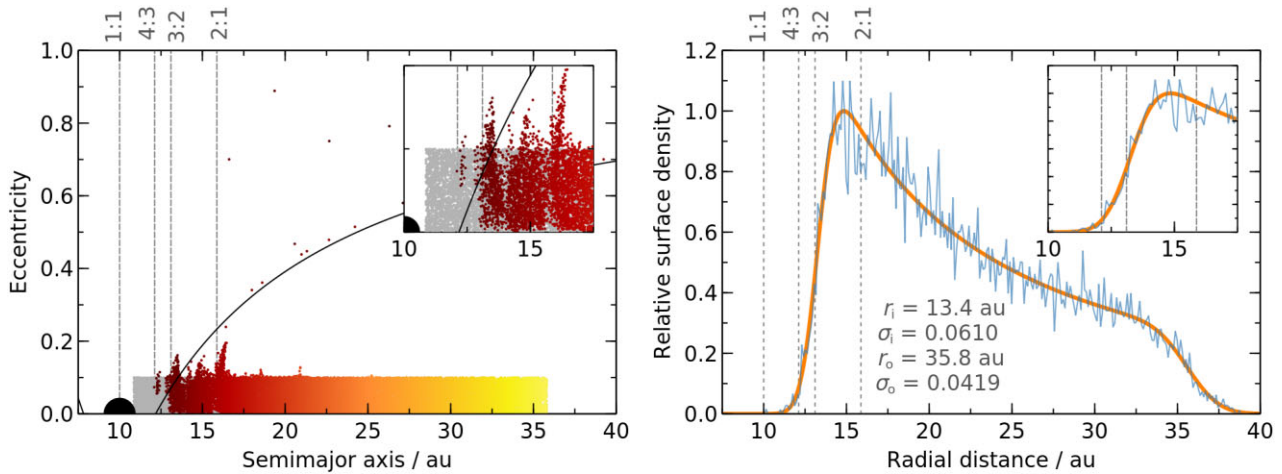 1:1
4:3
3:2
2:1
1.0
0.8
0.6
0.4
0.2
0.0
Eccentricity
10 15 20 25 30 35 40
Semimajor axis / au
10 15
1:1
4:3
3:2
2:1
1.2
1.0
0.8
0.6
0.4
0.2
0.0
Relative surface density
10 15 20 25 30 35 40
Radial distance / au
10 15
rᵢ = 13.4 au
σᵢ = 0.0610
rₒ = 35.8 au
σₒ = 0.0419